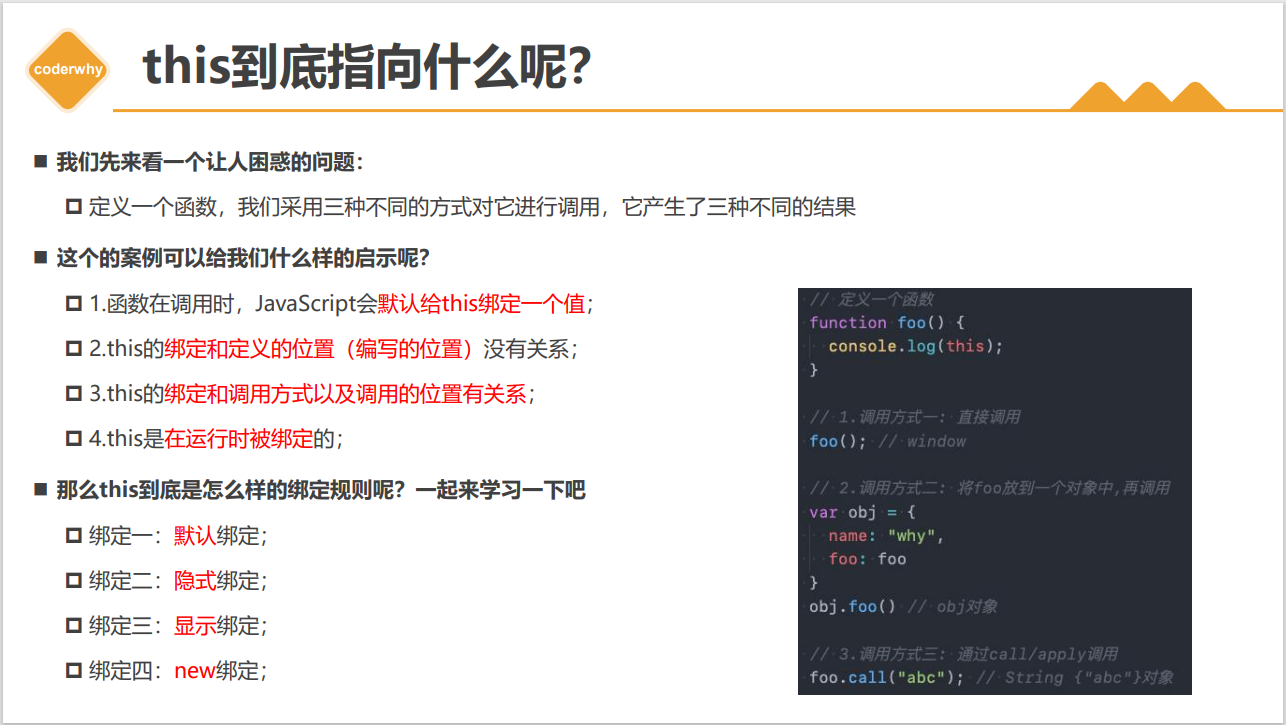 coderwhy
this到底指向什么呢？
我们先来看一个让人困惑的问题：
定义一个函数，我们采用三种不同的方式对它进行调用，它产生了三种不同的结果
这个的案例可以给我们什么样的启示呢？
1.函数在调用时，JavaScript会默认给this绑定一个值；
2.this的绑定和定义的位置（编写的位置）没有关系；
3.this的绑定和调用方式以及调用的位置有关系；
4.this是在运行时被绑定的；
那么this到底是怎么样的绑定规则呢？一起来学习一下吧
绑定一：默认绑定；
绑定二：隐式绑定；
绑定三：显示绑定；
绑定四：new绑定；
// 定义一个函数
function foo() {
  console.log(this);
}
// 1.调用方式一: 直接调用
foo(); // window
// 2.调用方式二: 将foo放到一个对象中,再调用
var obj = {
  name: "why",
  foo: foo
}
obj.foo() // obj对象
// 3.调用方式三: 通过call/apply调用
foo.call("abc"); // String {"abc"}对象